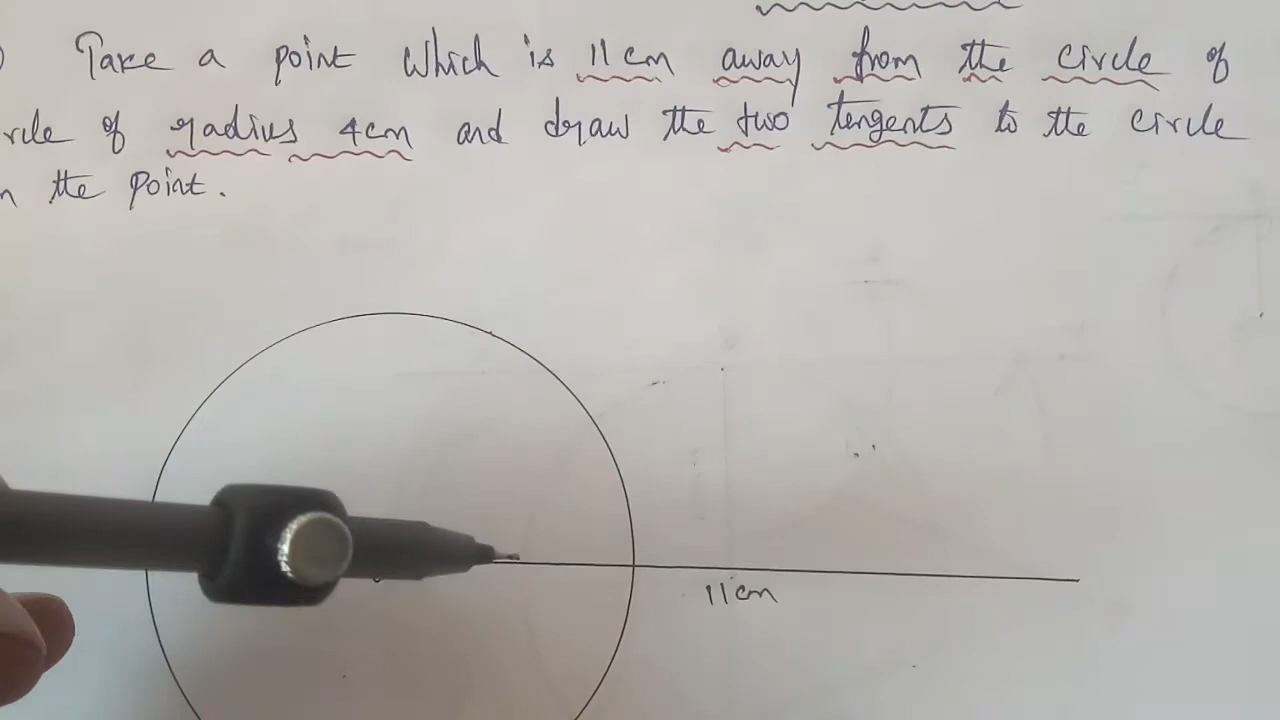 Take a point which is 11 cm away from the circle of
rcle of radius 4cm and draw the two tengents to the circle
the point.
11cm